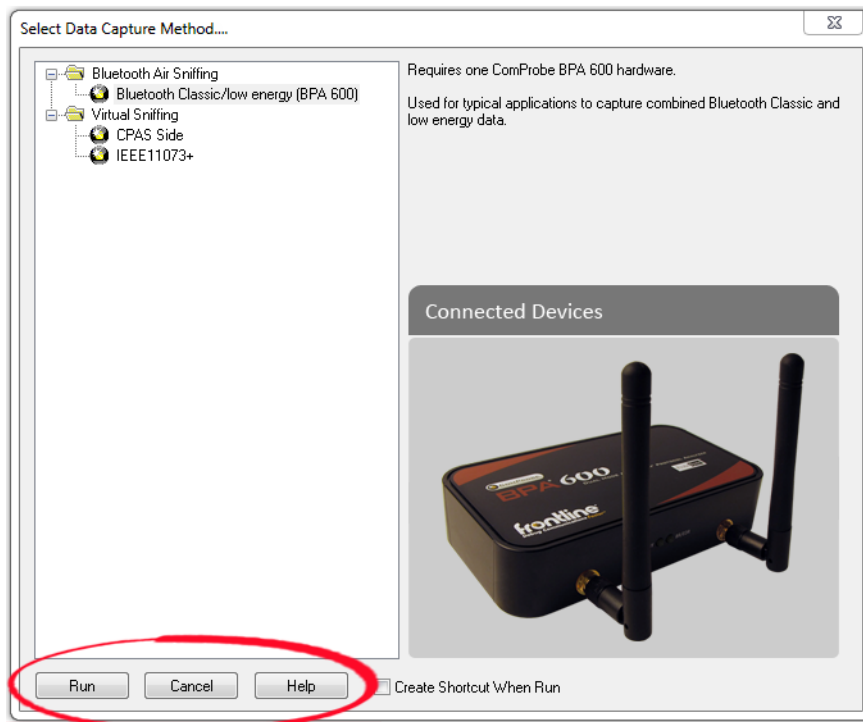 Select Data Capture Method....
Bluetooth Air Sniffing
Bluetooth Classic/low energy (BPA 600)
Virtual Sniffing
CPAS Side
IEEE11073+
Requires one ComProbe BPA 600 hardware.
Used for typical applications to capture combined Bluetooth Classic and
low energy data.
Connected Devices
BPA 600
frontline
Run
Cancel
Help
Create Shortcut When Run